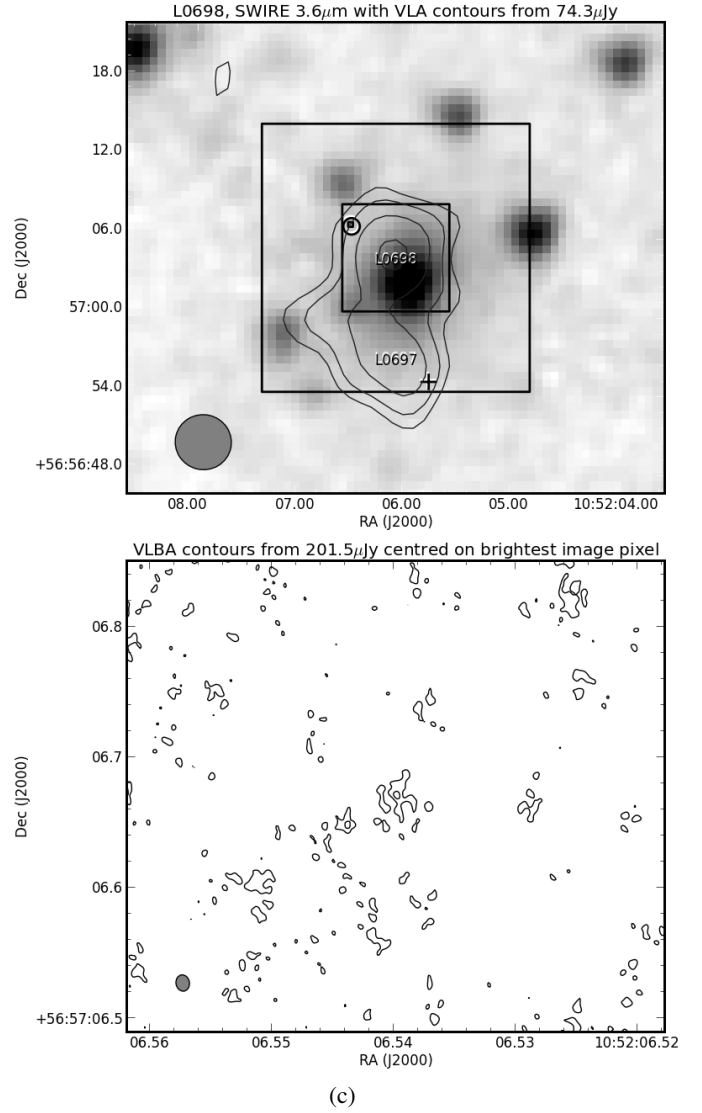 L0698, SWIRE 3.6μm with VLA contours from 74.3μJy
18.0
12.0
06.0
57:00.0
54.0
+56:56:48.0
Dec (J2000)
L0698
L0697
08.00 07.00 06.00 05.00 10:52:04.00
RA (J2000)
VLBA contours from 201.5μJy centred on brightest image pixel
06.8
06.7
06.6
+56:57:06.5
Dec (J2000)
06.56 06.55 06.54 06.53 10:52:06.52
RA (J2000)
(c)